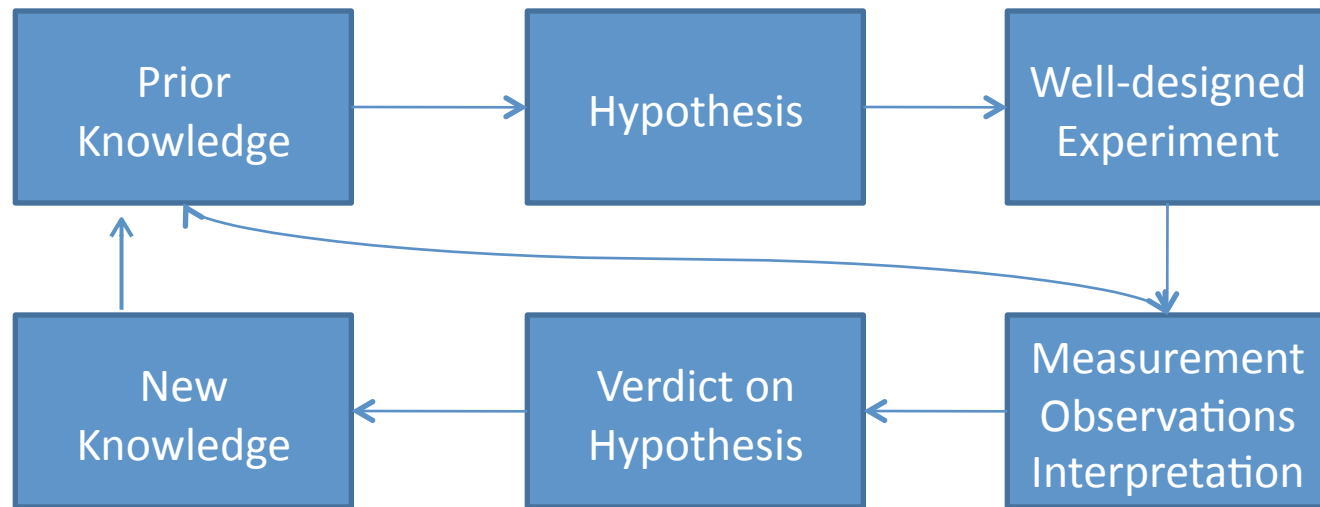 Prior
Knowledge
Hypothesis
Well-designed
Experiment
New
Knowledge
Verdict on
Hypothesis
Measurement
Observations
Interpretation